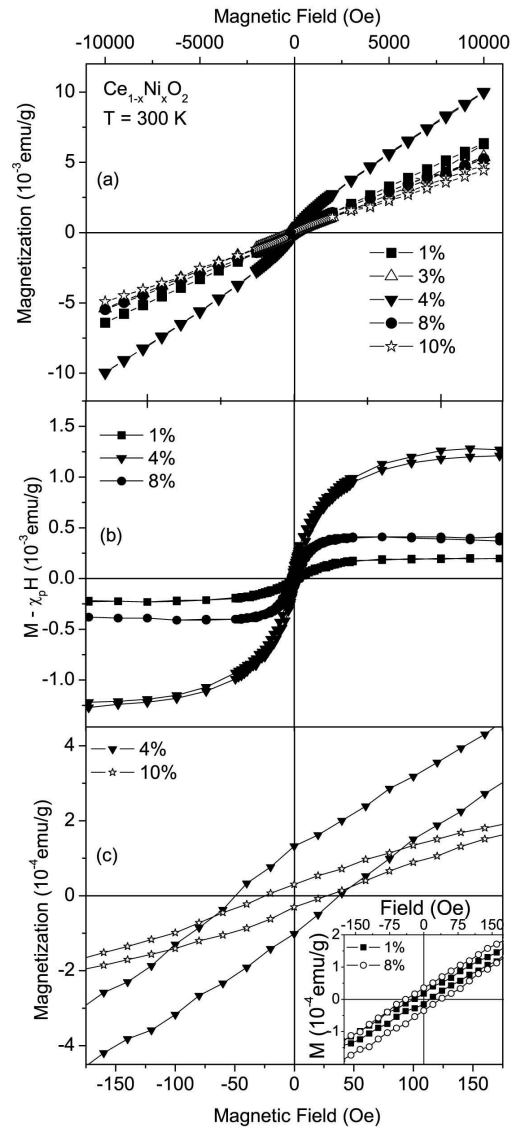 Magnetic Field (Oe)
-10000 -5000 0 5000 10000
Ce1-xNixO2
T = 300 K
(a)
Magnetization (10-3emu/g)
10
5
0
-5
-10
1%
3%
4%
8%
10%
1%
4%
8%
(b)
M - χpH (10-3emu/g)
1.5
1.0
0.5
0.0
-0.5
-1.0
4%
10%
(c)
Magnetization (10-4emu/g)
4
2
0
-2
-4
Field (Oe)
-150 -75 0 75 150
1%
8%
M (10-4emu/g)
2
1
0
-1
-150 -100 -50 0 50 100 150
Magnetic Field (Oe)